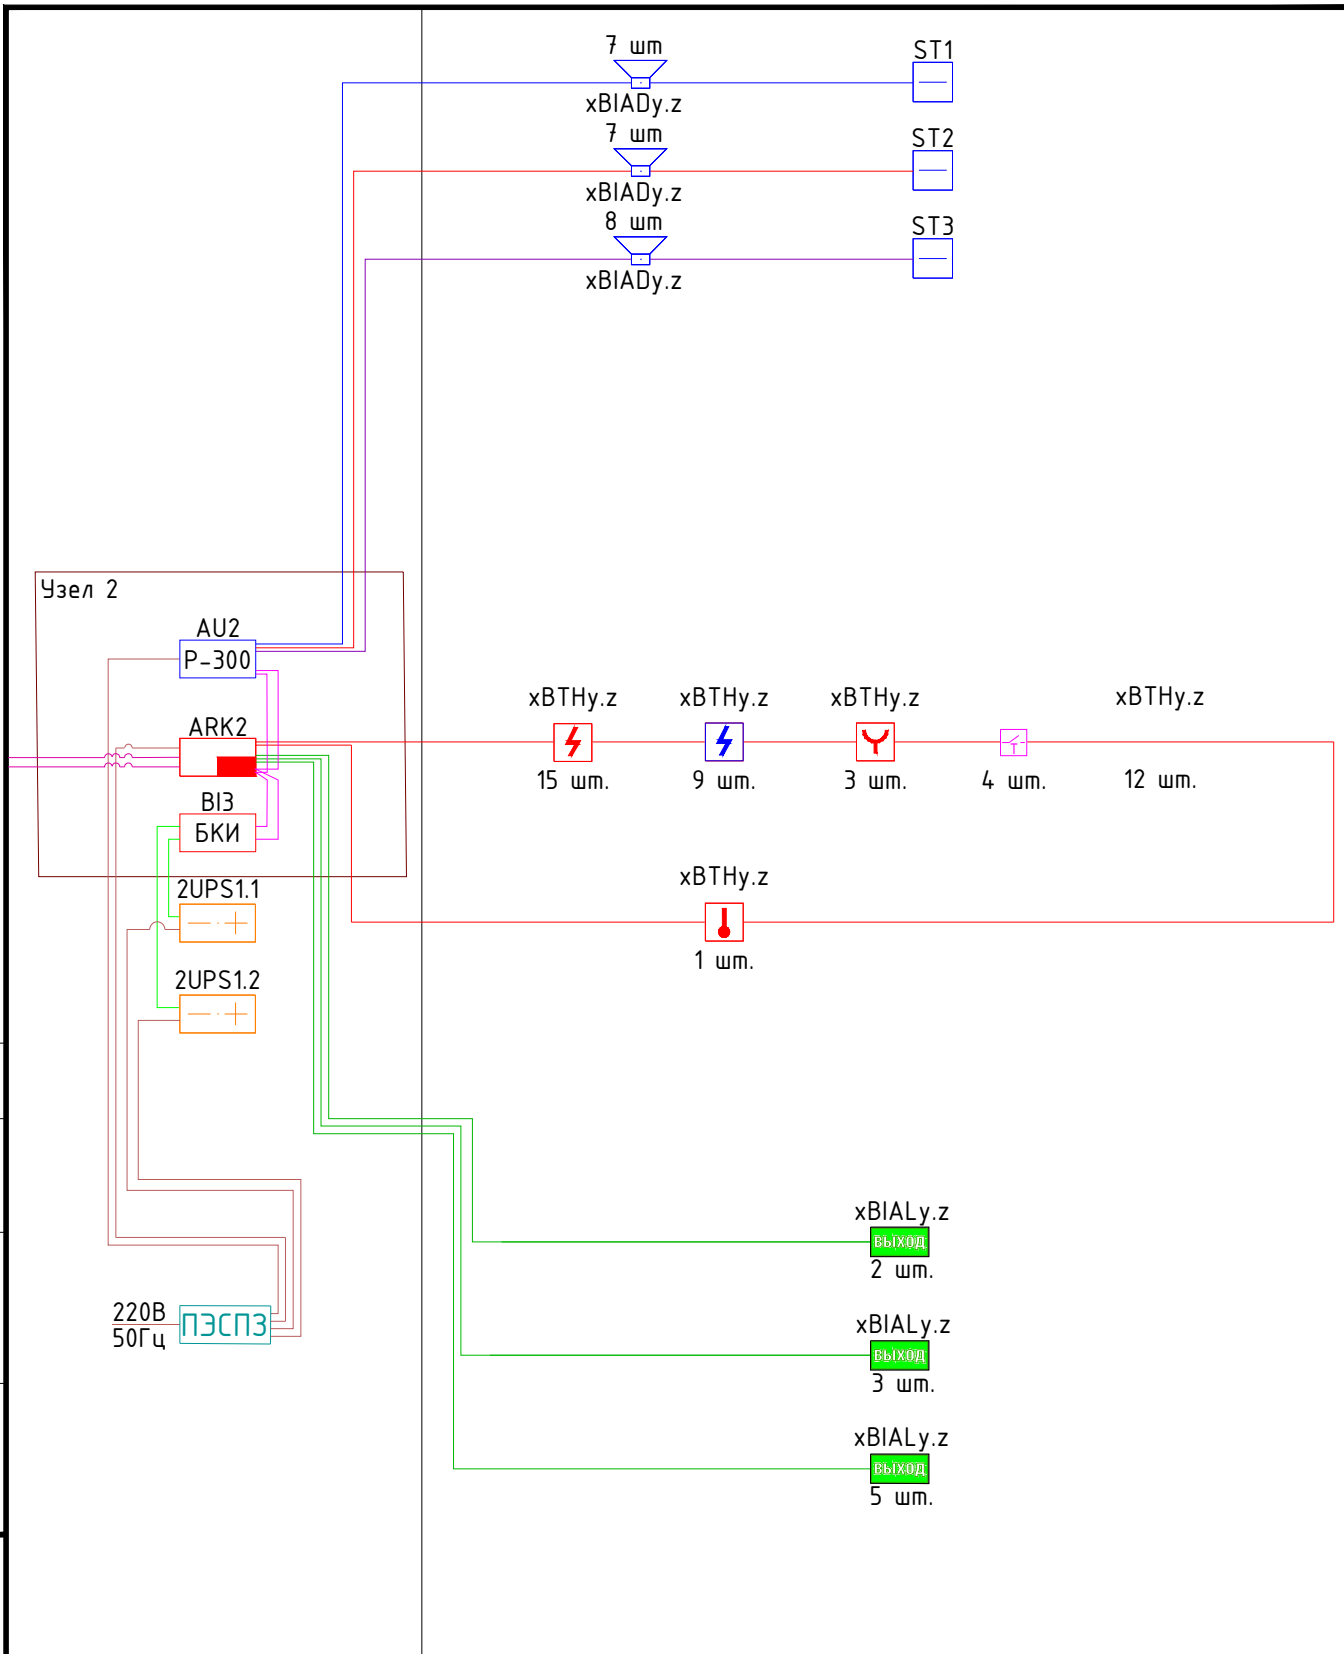 7 шт
ST1
xBIADy.z
7 шт
ST2
xBIADy.z
8 шт
ST3
xBIADy.z
Узел 2
AU2
Р-300
ARK2
BI3
БКИ
2UPS1.1
2UPS1.2
xBTHy.z xBTHy.z xBTHy.z xBTHy.z
15 шт. 9 шт. 3 шт. 4 шт. 12 шт.
xBTHy.z
1 шт.
xBIALy.z
ВЫХОД
2 шт.
220В
50Гц
ПЭСПЗ
xBIALy.z
ВЫХОД
3 шт.
xBIALy.z
ВЫХОД
5 шт.